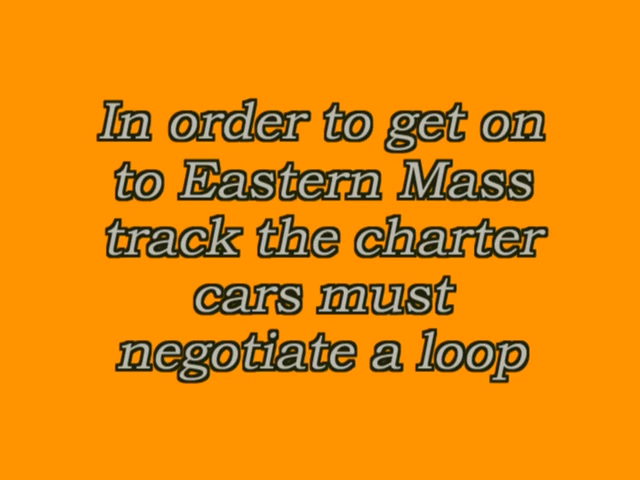 In order to get on
to Eastern Mass
track the charter
cars must
negotiate a loop